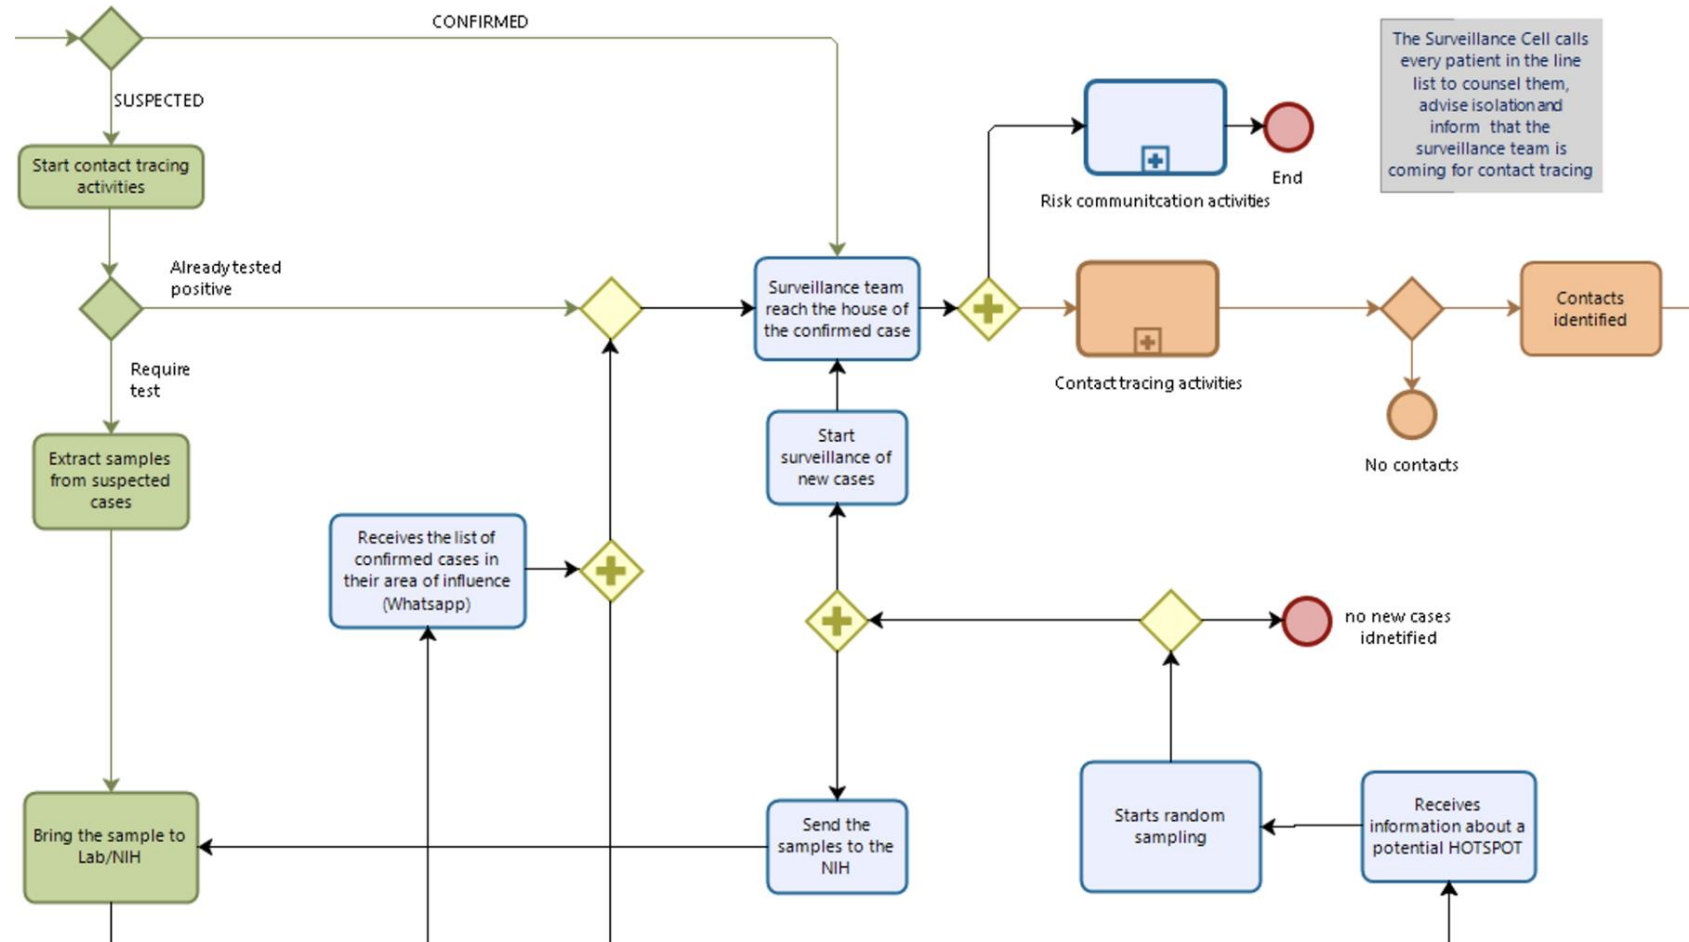 CONFIRMED
SUSPECTED
Start contact tracing
activities
Already tested
positive
Require
test
Extract samples
from suspected
cases
Bring the sample to
Lab/NIH
Receives the list of
confirmed cases in
their area of influence
(Whatsapp)
Surveillance team
reach the house of
the confirmed case
Start
surveillance of
new cases
Send the
samples to the
NIH
Risk communitcation activities
End
The Surveillance Cell calls
every patient in the line
list to counsel them,
advise isolation and
inform that the
surveillance team is
coming for contact tracing
Contact tracing activities
Contacts
identified
No contacts
no new cases
idnetified
Starts random
sampling
Receives
information about a
potential HOTSPOT